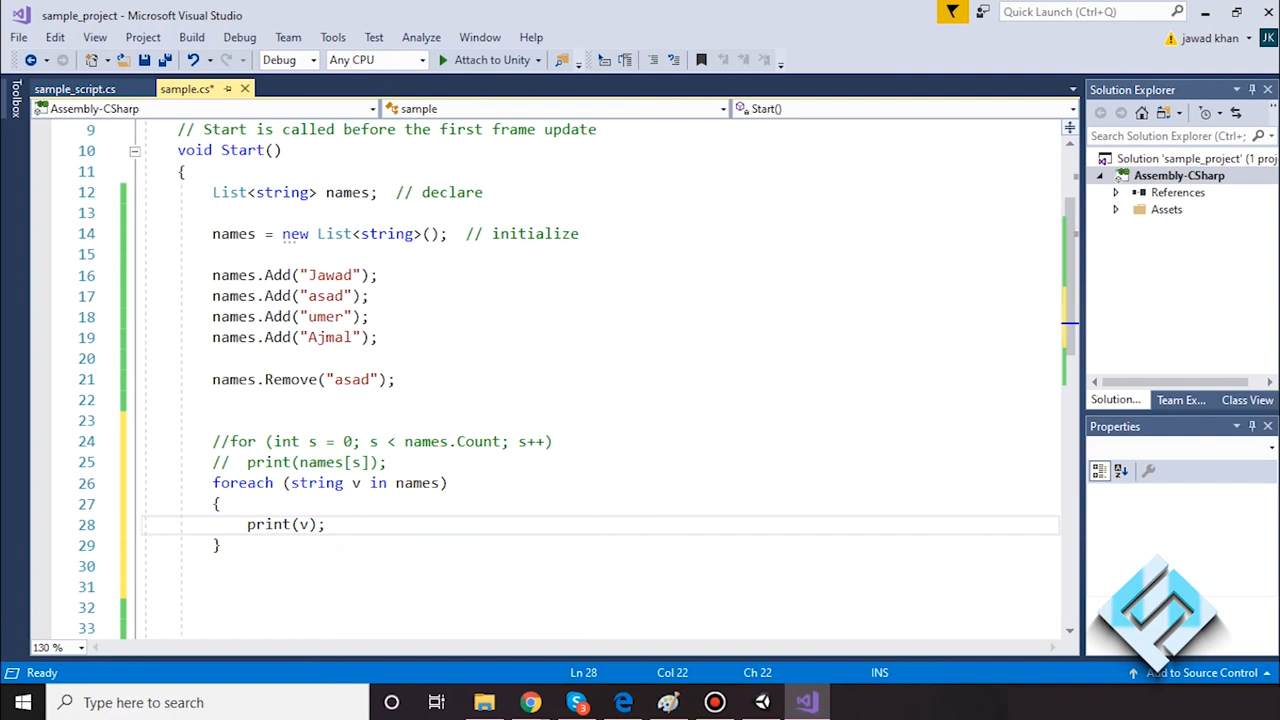 sample_project - Microsoft Visual Studio
Quick Launch (Ctrl+Q)
File Edit View Project Build Debug Team Tools Test Analyze Window Help
jawad khan JK
Debug Any CPU Attach to Unity
Toolbox
sample_script.cs sample.cs*
Assembly-CSharp sample Start()
9 // Start is called before the first frame update
10 void Start()
11 {
12 List<string> names; // declare
13
14 names = new List<string>(); // initialize
15
16 names.Add("Jawad");
17 names.Add("asad");
18 names.Add("umer");
19 names.Add("Ajmal");
20
21 names.Remove("asad");
22
23
24 //for (int s = 0; s < names.Count; s++)
25 // print(names[s]);
26 foreach (string v in names)
27 {
28 print(v);
29 }
30
31
32
33
130 %
Solution Explorer
Search Solution Explorer (Ctrl+;
Solution 'sample_project' (1 proj
Assembly-CSharp
References
Assets
Solution... Team Ex... Class View
Properties
Ready Ln 28 Col 22 Ch 22 INS Add to Source Control
Type here to search
3